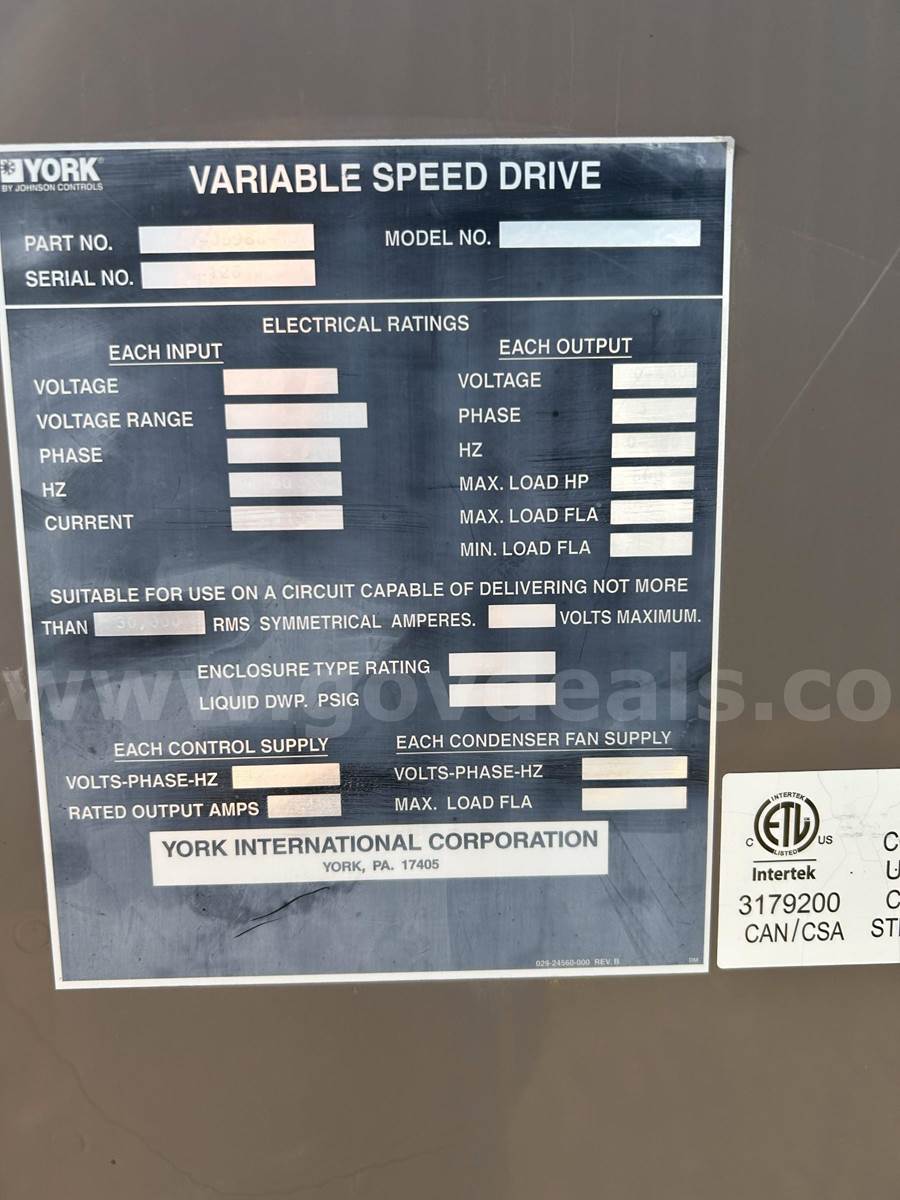 YORK®
BY JOHNSON CONTROLS
VARIABLE SPEED DRIVE
PART NO.
MODEL NO.
SERIAL NO.
ELECTRICAL RATINGS
EACH INPUT
EACH OUTPUT
VOLTAGE
VOLTAGE
VOLTAGE RANGE
PHASE
PHASE
HZ
HZ
MAX. LOAD HP
CURRENT
MAX. LOAD FLA
MIN. LOAD FLA
SUITABLE FOR USE ON A CIRCUIT CAPABLE OF DELIVERING NOT MORE
THAN RMS SYMMETRICAL AMPERES. VOLTS MAXIMUM.
ENCLOSURE TYPE RATING
LIQUID DWP. PSIG
www.govdeals.co
EACH CONTROL SUPPLY
EACH CONDENSER FAN SUPPLY
VOLTS-PHASE-HZ
VOLTS-PHASE-HZ
RATED OUTPUT AMPS
MAX. LOAD FLA
YORK INTERNATIONAL CORPORATION
YORK, PA. 17405
029-24560-000 REV. B
INTERTEK
ETL
C US
LISTED
Intertek
3179200
CAN/CSA